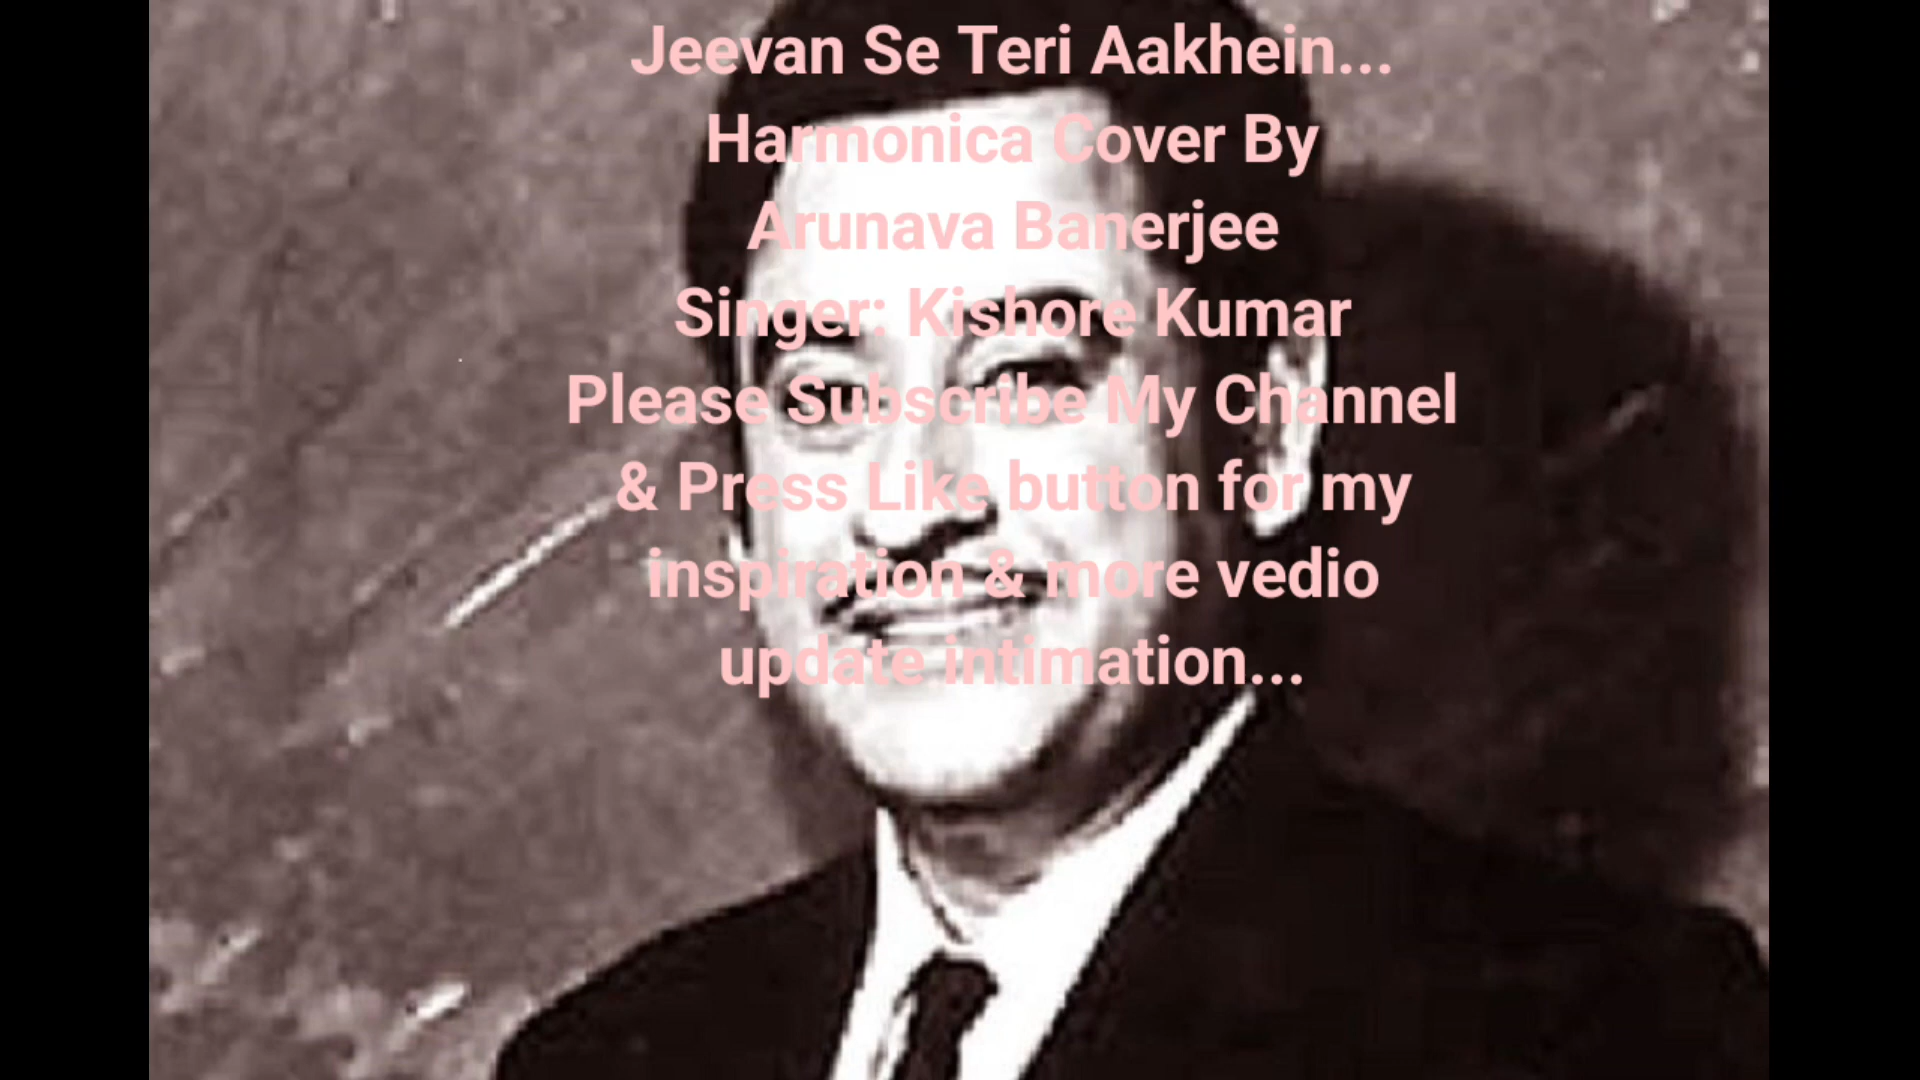 Jeevan Se Teri Aakhein...
Harmonica Cover By
Arunava Banerjee
Singer: Kishore Kumar
Please Subscribe My Channel
& Press Like button for my
inspiration & more vedio
update intimation...